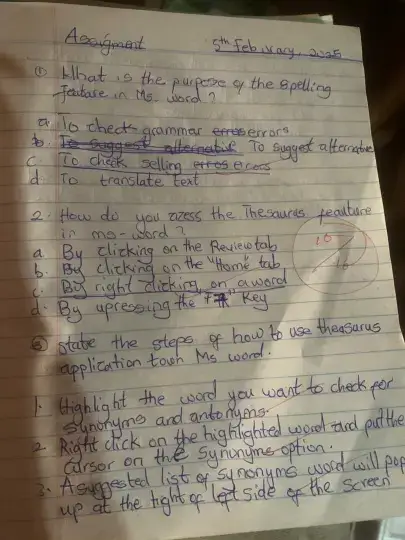 Assignment 5th February, 2025
① What is the purpose of the spelling
feature in Ms. word?
a. To check grammar erros errors
b. To suggest alternative To suggest alternative
c. To check selling erros erors
d. To translate text
2. How do you acess the Thesaurus feauture
in ms-word?
a By clicking on the Review tab
b. By clicking on the "Home" tab
c. By right clicking on a word
d. By upressing the "F7" Key
10
10
③ State the steps of how to use theasarus
application town Ms word.
1. Highlight the word you want to check for
synonyms and antonyms.
2. Right click on the highlighted word and put the
cursor on the synonyms option.
3. A suggested list of synonyms word will pop
up at the right of left side of the screen